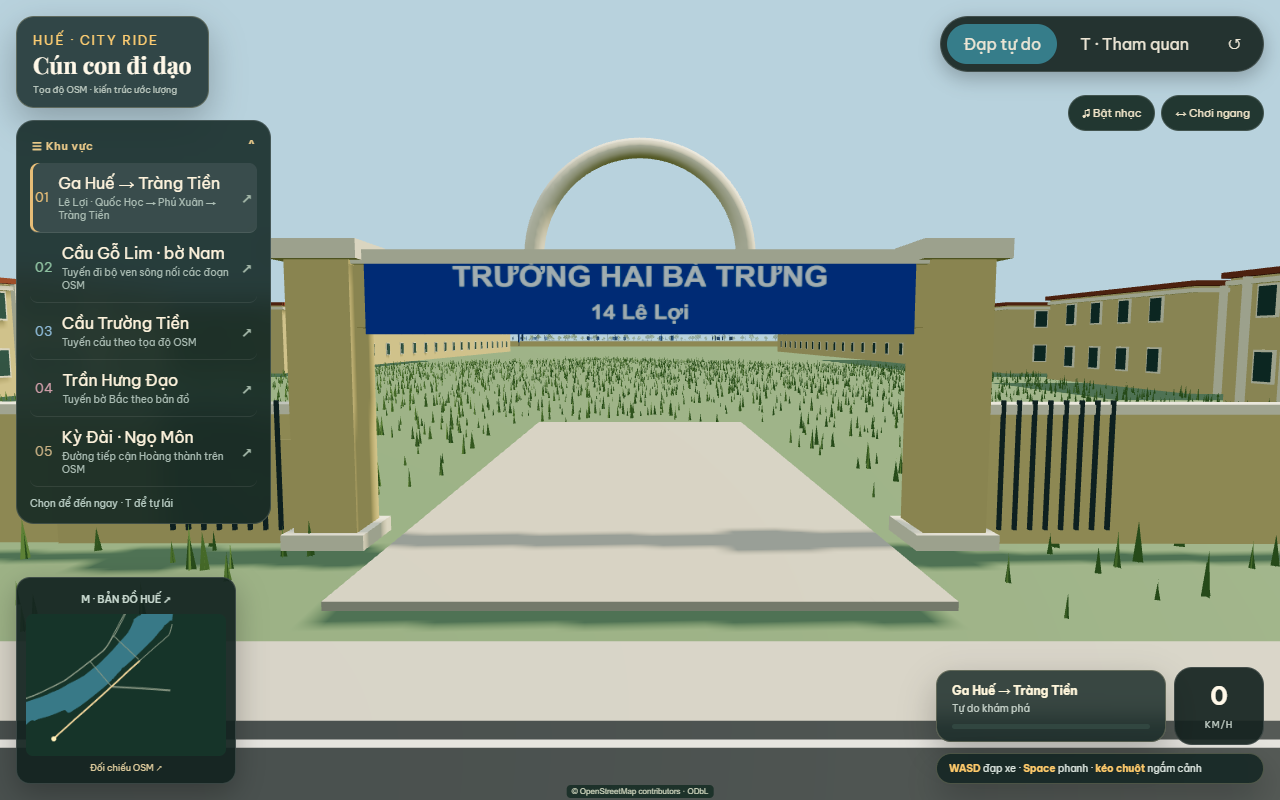 HUẾ · CITY RIDE
Cún con đi dạo
Tọa độ OSM · kiến trúc ước lượng
☰ Khu vực
01
Ga Huế → Tràng Tiền ↗
Lê Lợi · Quốc Học → Phú Xuân →
Tràng Tiền
02
Cầu Gỗ Lim · bờ Nam ↗
Tuyến đi bộ ven sông nối các đoạn
OSM
03
Cầu Trường Tiền ↗
Tuyến cầu theo tọa độ OSM
04
Trần Hưng Đạo ↗
Tuyến bờ Bắc theo bản đồ
05
Kỳ Đài · Ngọ Môn ↗
Đường tiếp cận Hoàng thành trên
OSM
Chọn để đến ngay · T để tự lái
M · BẢN ĐỒ HUẾ ↗
Đối chiếu OSM ↗
TRƯỜNG HAI BÀ TRƯNG
14 Lê Lợi
Đạp tự do
T · Tham quan
↺
♫ Bật nhạc
↔ Chơi ngang
Ga Huế → Tràng Tiền
Tự do khám phá
0
KM/H
WASD đạp xe · Space phanh · kéo chuột ngắm cảnh
© OpenStreetMap contributors · ODbL